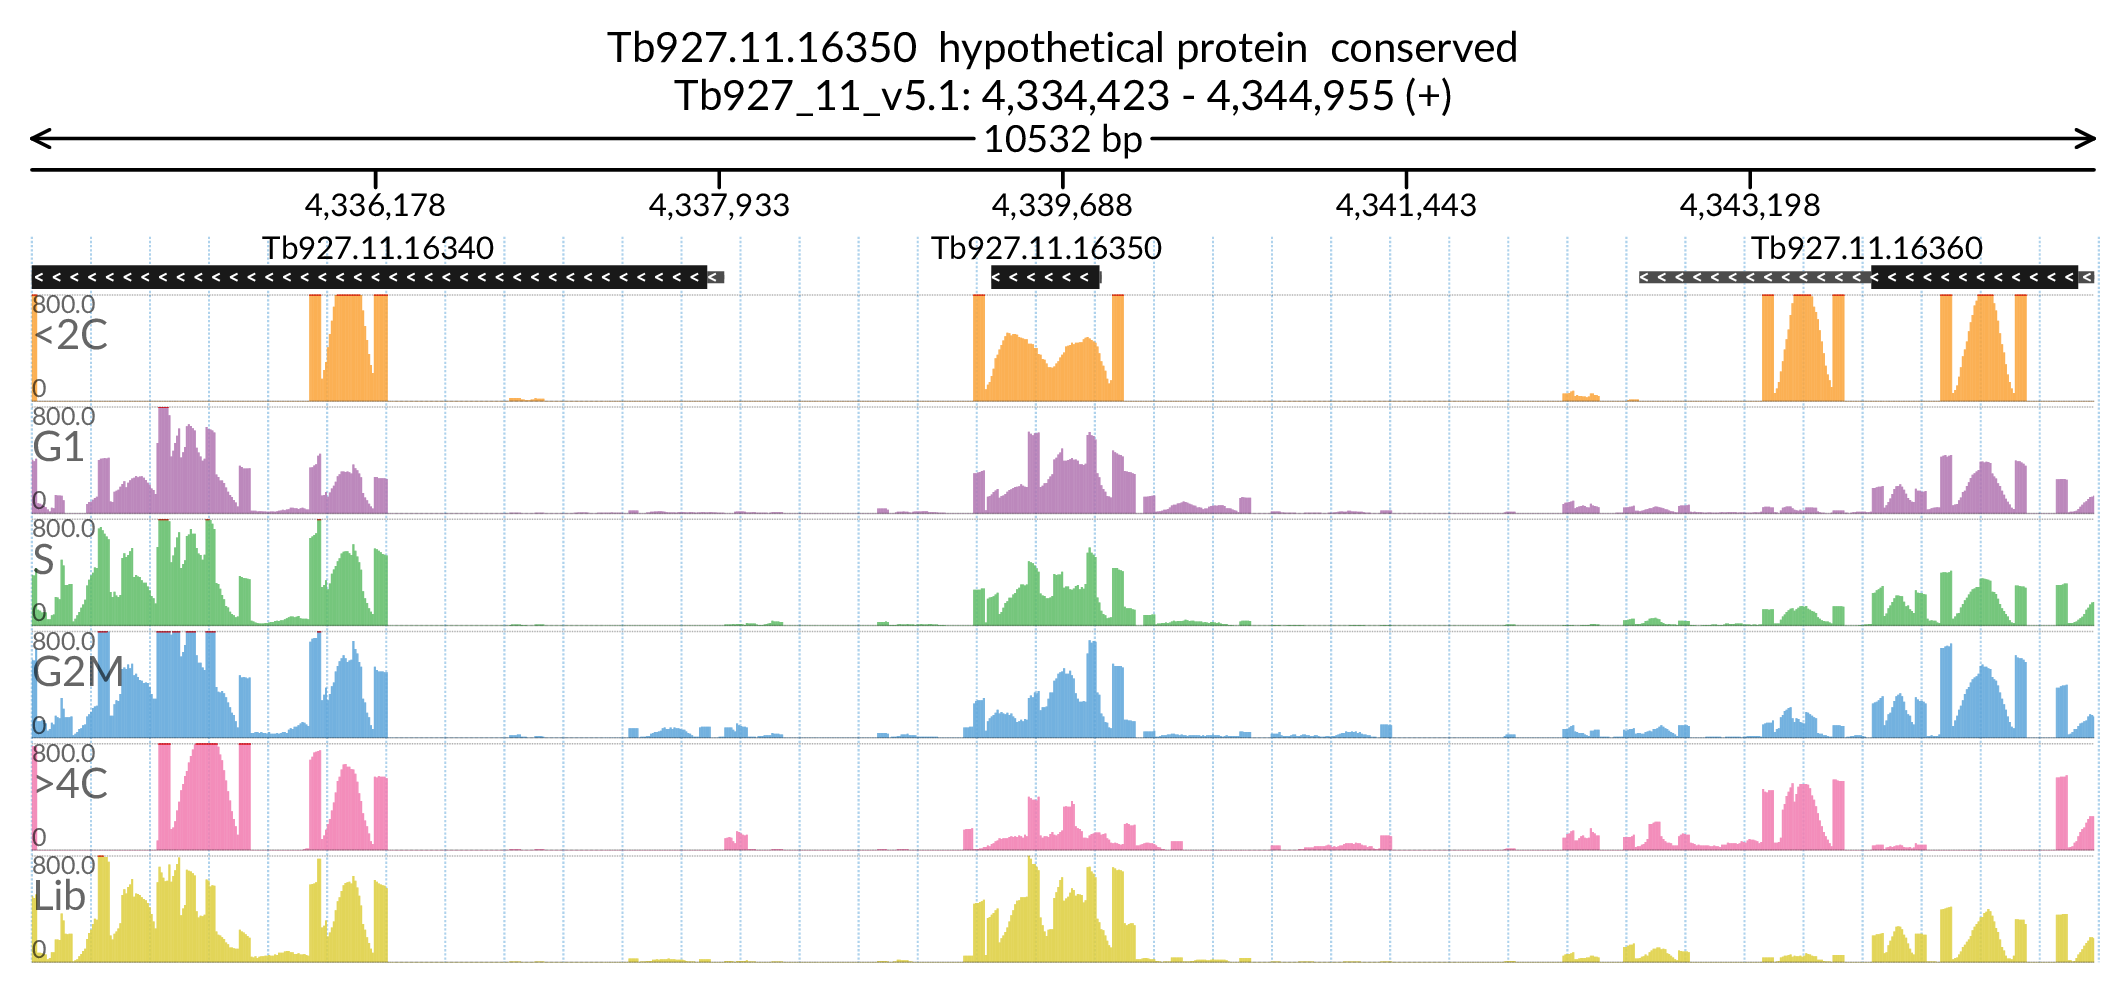 Tb927.11.16350  hypothetical protein  conserved
Tb927_11_v5.1: 4,334,423 - 4,344,955 (+)
10532 bp
4,336,178 4,337,933 4,339,688 4,341,443 4,343,198
Tb927.11.16340 Tb927.11.16350 Tb927.11.16360
800.0
<2C
0
800.0
G1
0
800.0
S
0
800.0
G2M
0
800.0
>4C
0
800.0
Lib
0